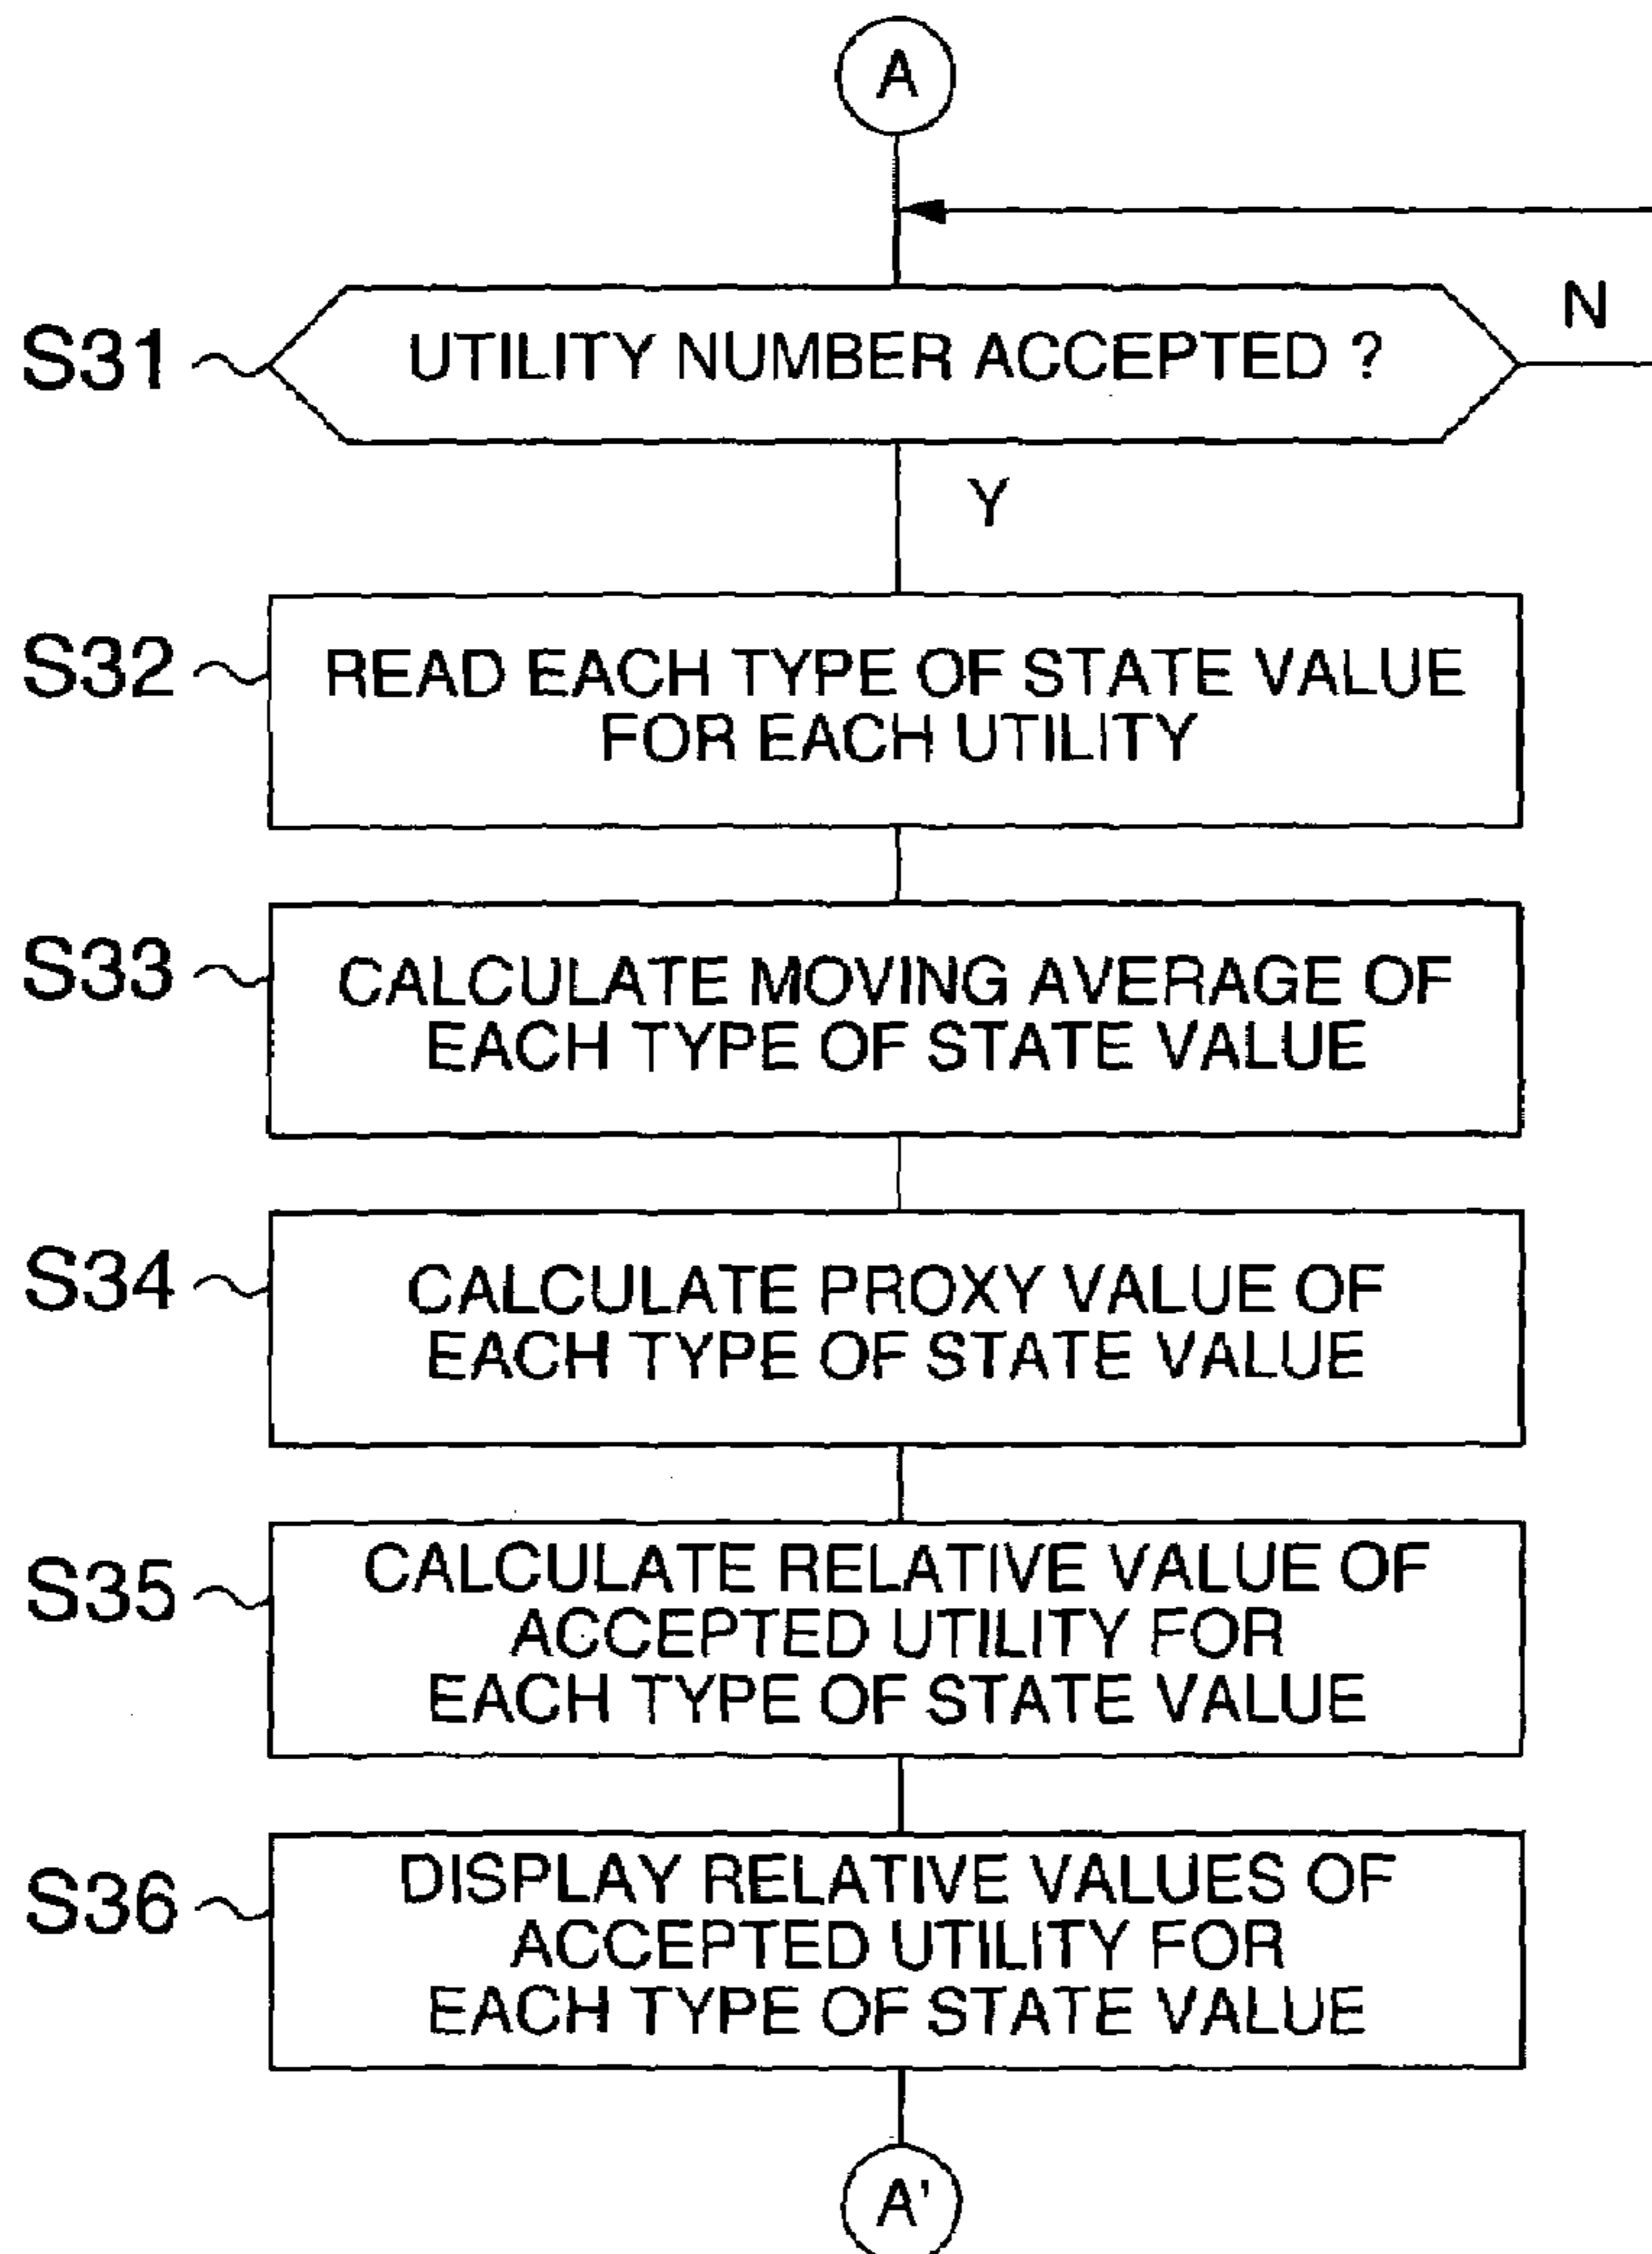 A
N
S31
UTILITY NUMBER ACCEPTED ?
Y
S32
READ EACH TYPE OF STATE VALUE
FOR EACH UTILITY
S33
CALCULATE MOVING AVERAGE OF
EACH TYPE OF STATE VALUE
S34
CALCULATE PROXY VALUE OF
EACH TYPE OF STATE VALUE
S35
CALCULATE RELATIVE VALUE OF
ACCEPTED UTILITY FOR
EACH TYPE OF STATE VALUE
S36
DISPLAY RELATIVE VALUES OF
ACCEPTED UTILITY FOR
EACH TYPE OF STATE VALUE
A'